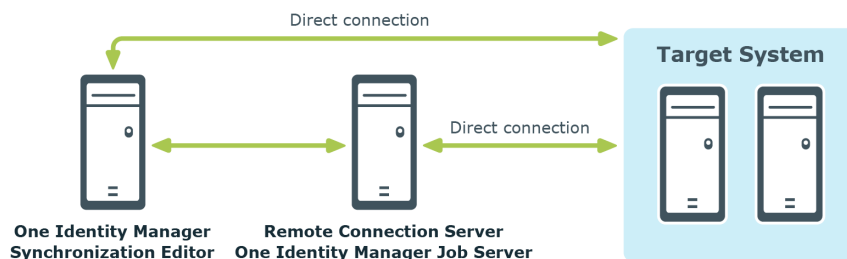 Direct connection
Target System
Direct connection
One Identity Manager
Synchronization Editor
Remote Connection Server
One Identity Manager Job Server